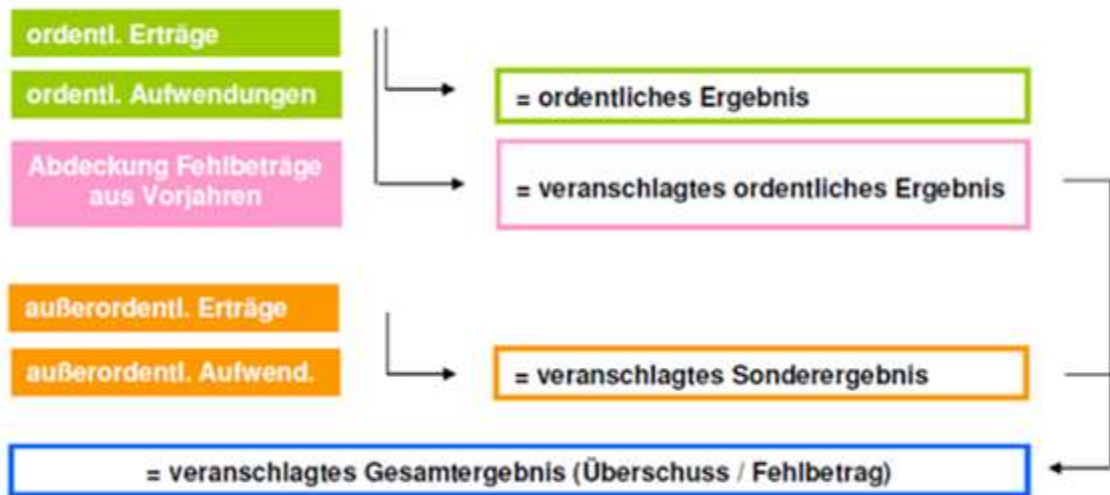 ordentl. Erträge
ordentl. Aufwendungen
= ordentliches Ergebnis
Abdeckung Fehlbeträge
aus Vorjahren
= veranschlagtes ordentliches Ergebnis
außerordentl. Erträge
außerordentl. Aufwend.
= veranschlagtes Sonderergebnis
= veranschlagtes Gesamtergebnis (Überschuss / Fehlbetrag)